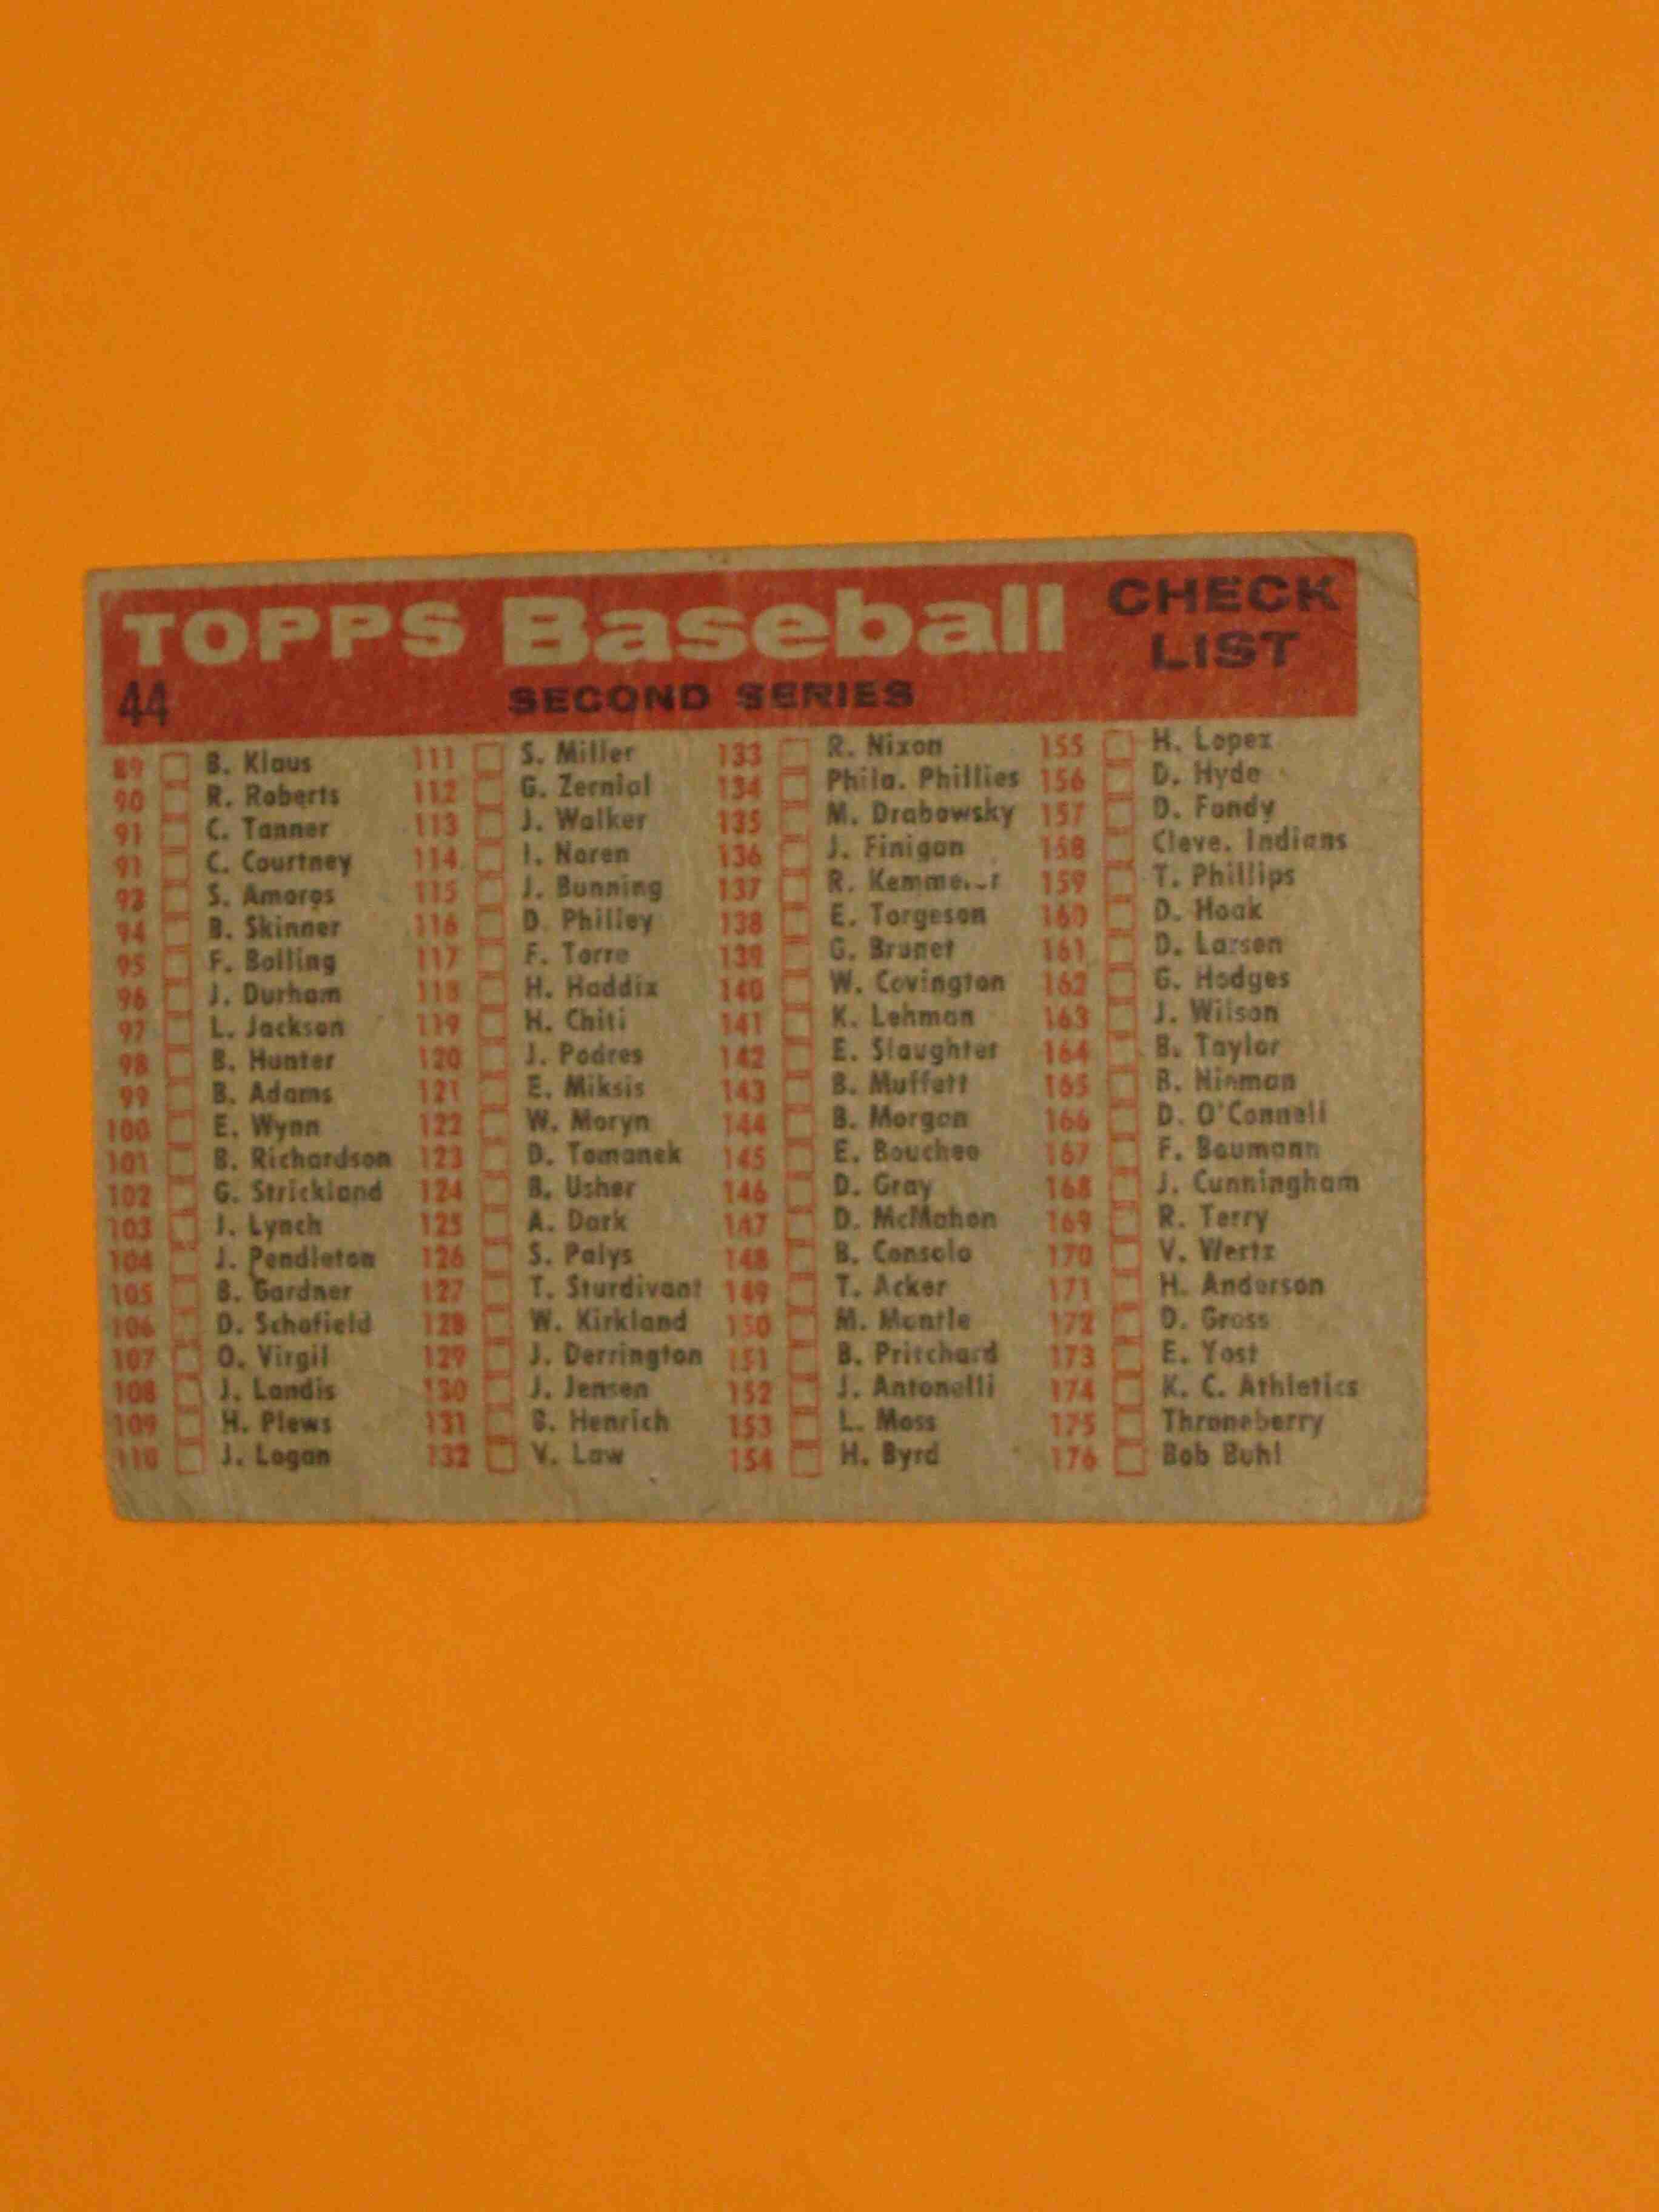 TOPPS Baseball
CHECK LIST
44
SECOND SERIES
89 B. Klaus
90 R. Roberts
91 C. Tanner
91 C. Courtney
93 S. Amoros
94 B. Skinner
95 F. Bolling
96 J. Durham
97 L. Jackson
98 B. Hunter
99 B. Adams
100 E. Wynn
101 B. Richardson
102 G. Strickland
103 J. Lynch
104 J. Pendleton
105 B. Gardner
106 D. Schofield
107 O. Virgil
108 J. Landis
109 H. Plews
110 J. Logan
111 S. Miller
112 G. Zernial
113 J. Walker
114 I. Noren
115 J. Bunning
116 D. Philley
117 F. Torre
118 H. Haddix
119 H. Chiti
120 J. Podres
121 E. Miksis
122 W. Moryn
123 D. Tomanek
124 B. Usher
125 A. Dark
126 S. Palys
127 T. Sturdivant
128 W. Kirkland
129 J. Derrington
130 J. Jensen
131 B. Henrich
132 V. Law
133 R. Nixon
134 Phila. Phillies
135 M. Drabowsky
136 J. Finigan
137 R. Kemmerer
138 E. Torgeson
139 G. Brunet
140 W. Covington
141 K. Lehman
142 E. Slaughter
143 B. Muffett
144 B. Morgan
145 E. Bouchee
146 D. Gray
147 D. McMahon
148 B. Consolo
149 T. Acker
150 M. Mantle
151 B. Pritchard
152 J. Antonelli
153 L. Moss
154 H. Byrd
155 H. Lopez
156 D. Hyde
157 D. Fondy
158 Cleve. Indians
159 T. Phillips
160 D. Hoak
161 D. Larsen
162 G. Hodges
163 J. Wilson
164 B. Taylor
165 B. Ninman
166 D. O'Connell
167 F. Baumann
168 J. Cunningham
169 R. Terry
170 V. Wertz
171 H. Anderson
172 D. Gross
173 E. Yost
174 K. C. Athletics
175 Throneberry
176 Bob Buhl